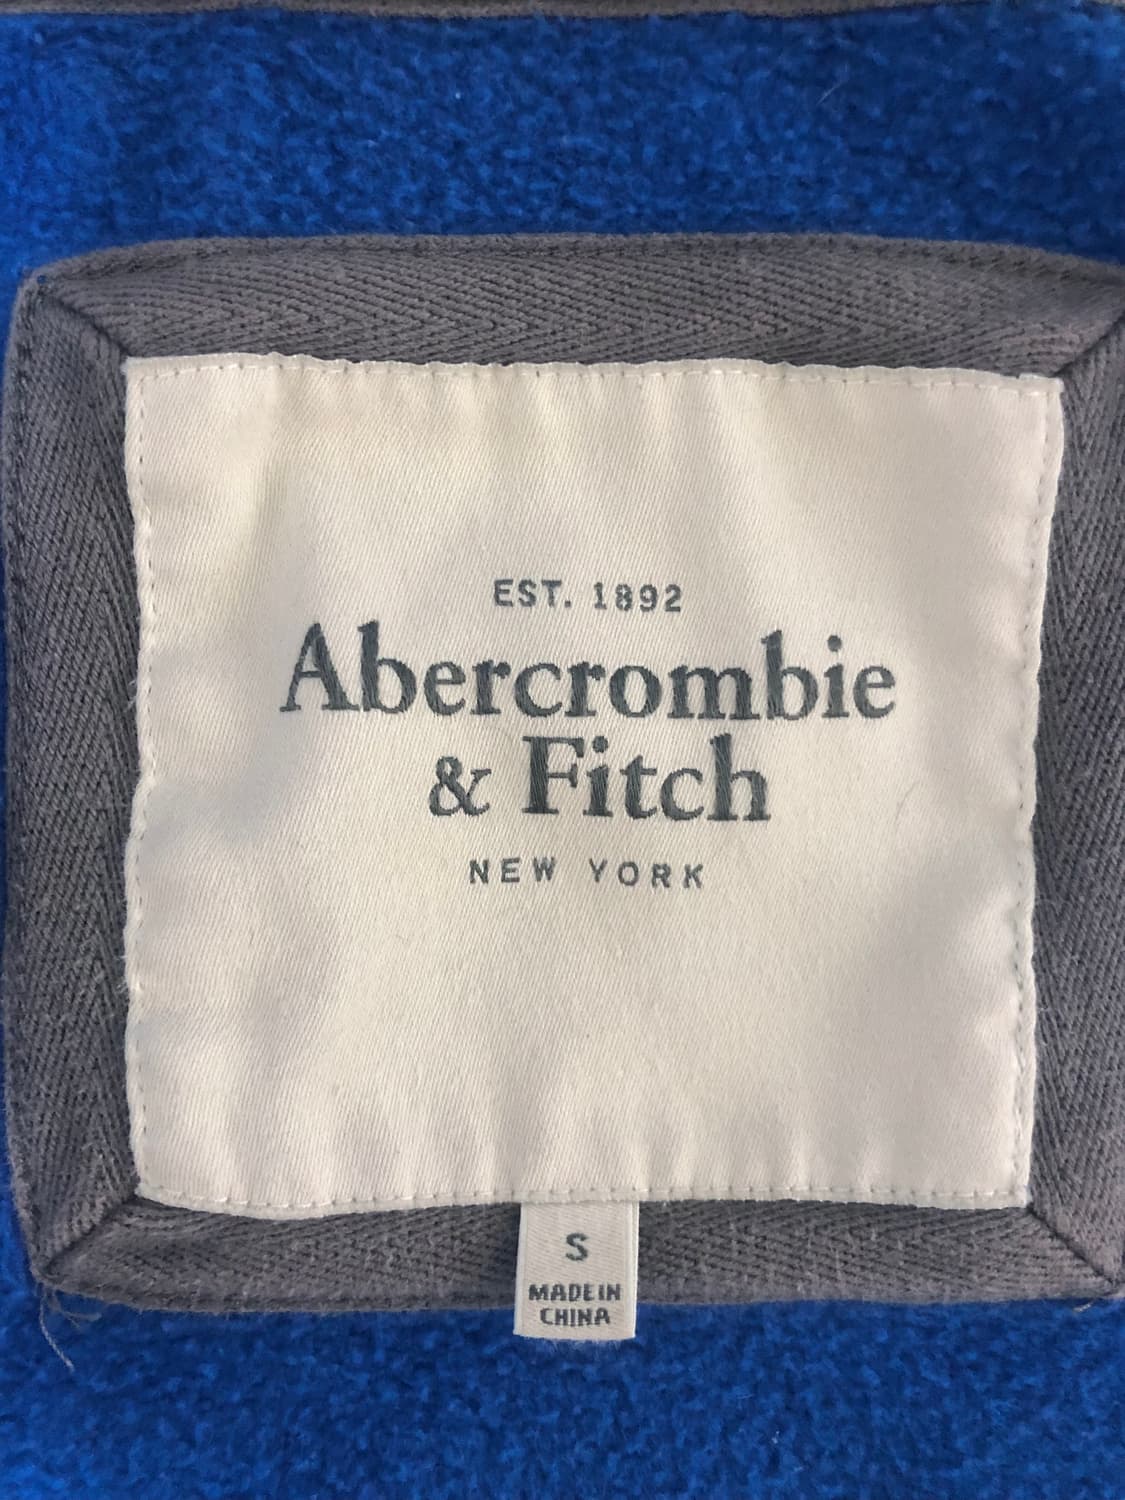 EST. 1892
Abercrombie
& Fitch
NEW YORK
S
MADE IN
CHINA